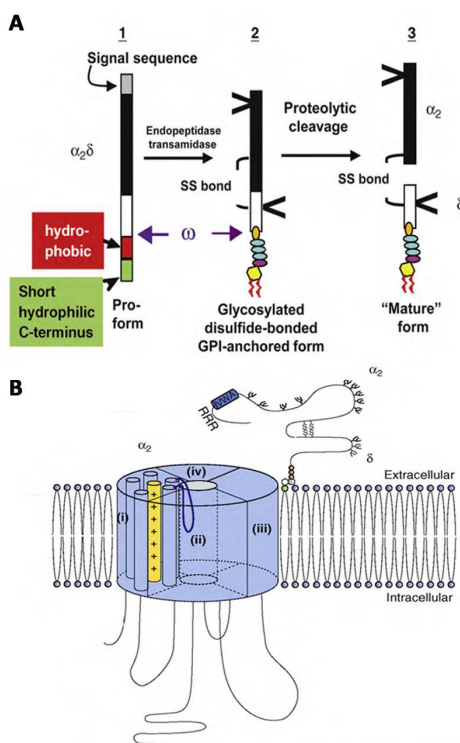 A
1
2
3
Signal sequence
α2δ
Endopeptidase
transamidase
Proteolytic
cleavage
α2
SS bond
SS bond
δ
hydro-
phobic
ω
Short
hydrophilic
C-terminus
Pro-
form
Glycosylated
disulfide-bonded
GPI-anchored form
“Mature”
form
B
α2
MWA
RRR
α2
δ
(iv)
Extracellular
(i)
(ii)
(iii)
+
+
+
+
+
+
Intracellular